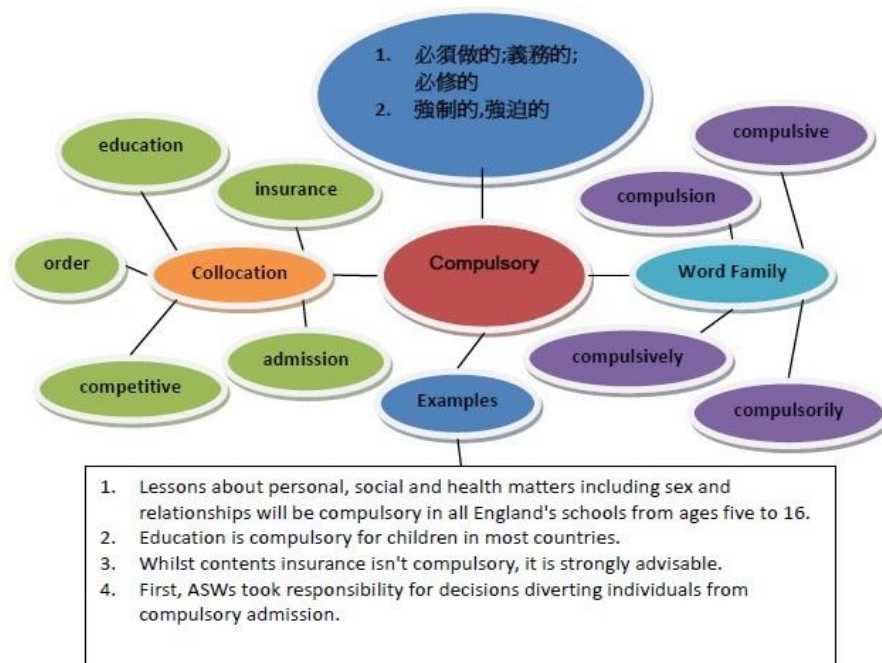 1. 必須做的;義務的;
必修的
2. 強制的,強迫的
education
insurance
order
Collocation
competitive
admission
Compulsory
compulsive
compulsion
Word Family
compulsively
compulsorily
Examples
1. Lessons about personal, social and health matters including sex and
relationships will be compulsory in all England's schools from ages five to 16.
2. Education is compulsory for children in most countries.
3. Whilst contents insurance isn't compulsory, it is strongly advisable.
4. First, ASWs took responsibility for decisions diverting individuals from
compulsory admission.